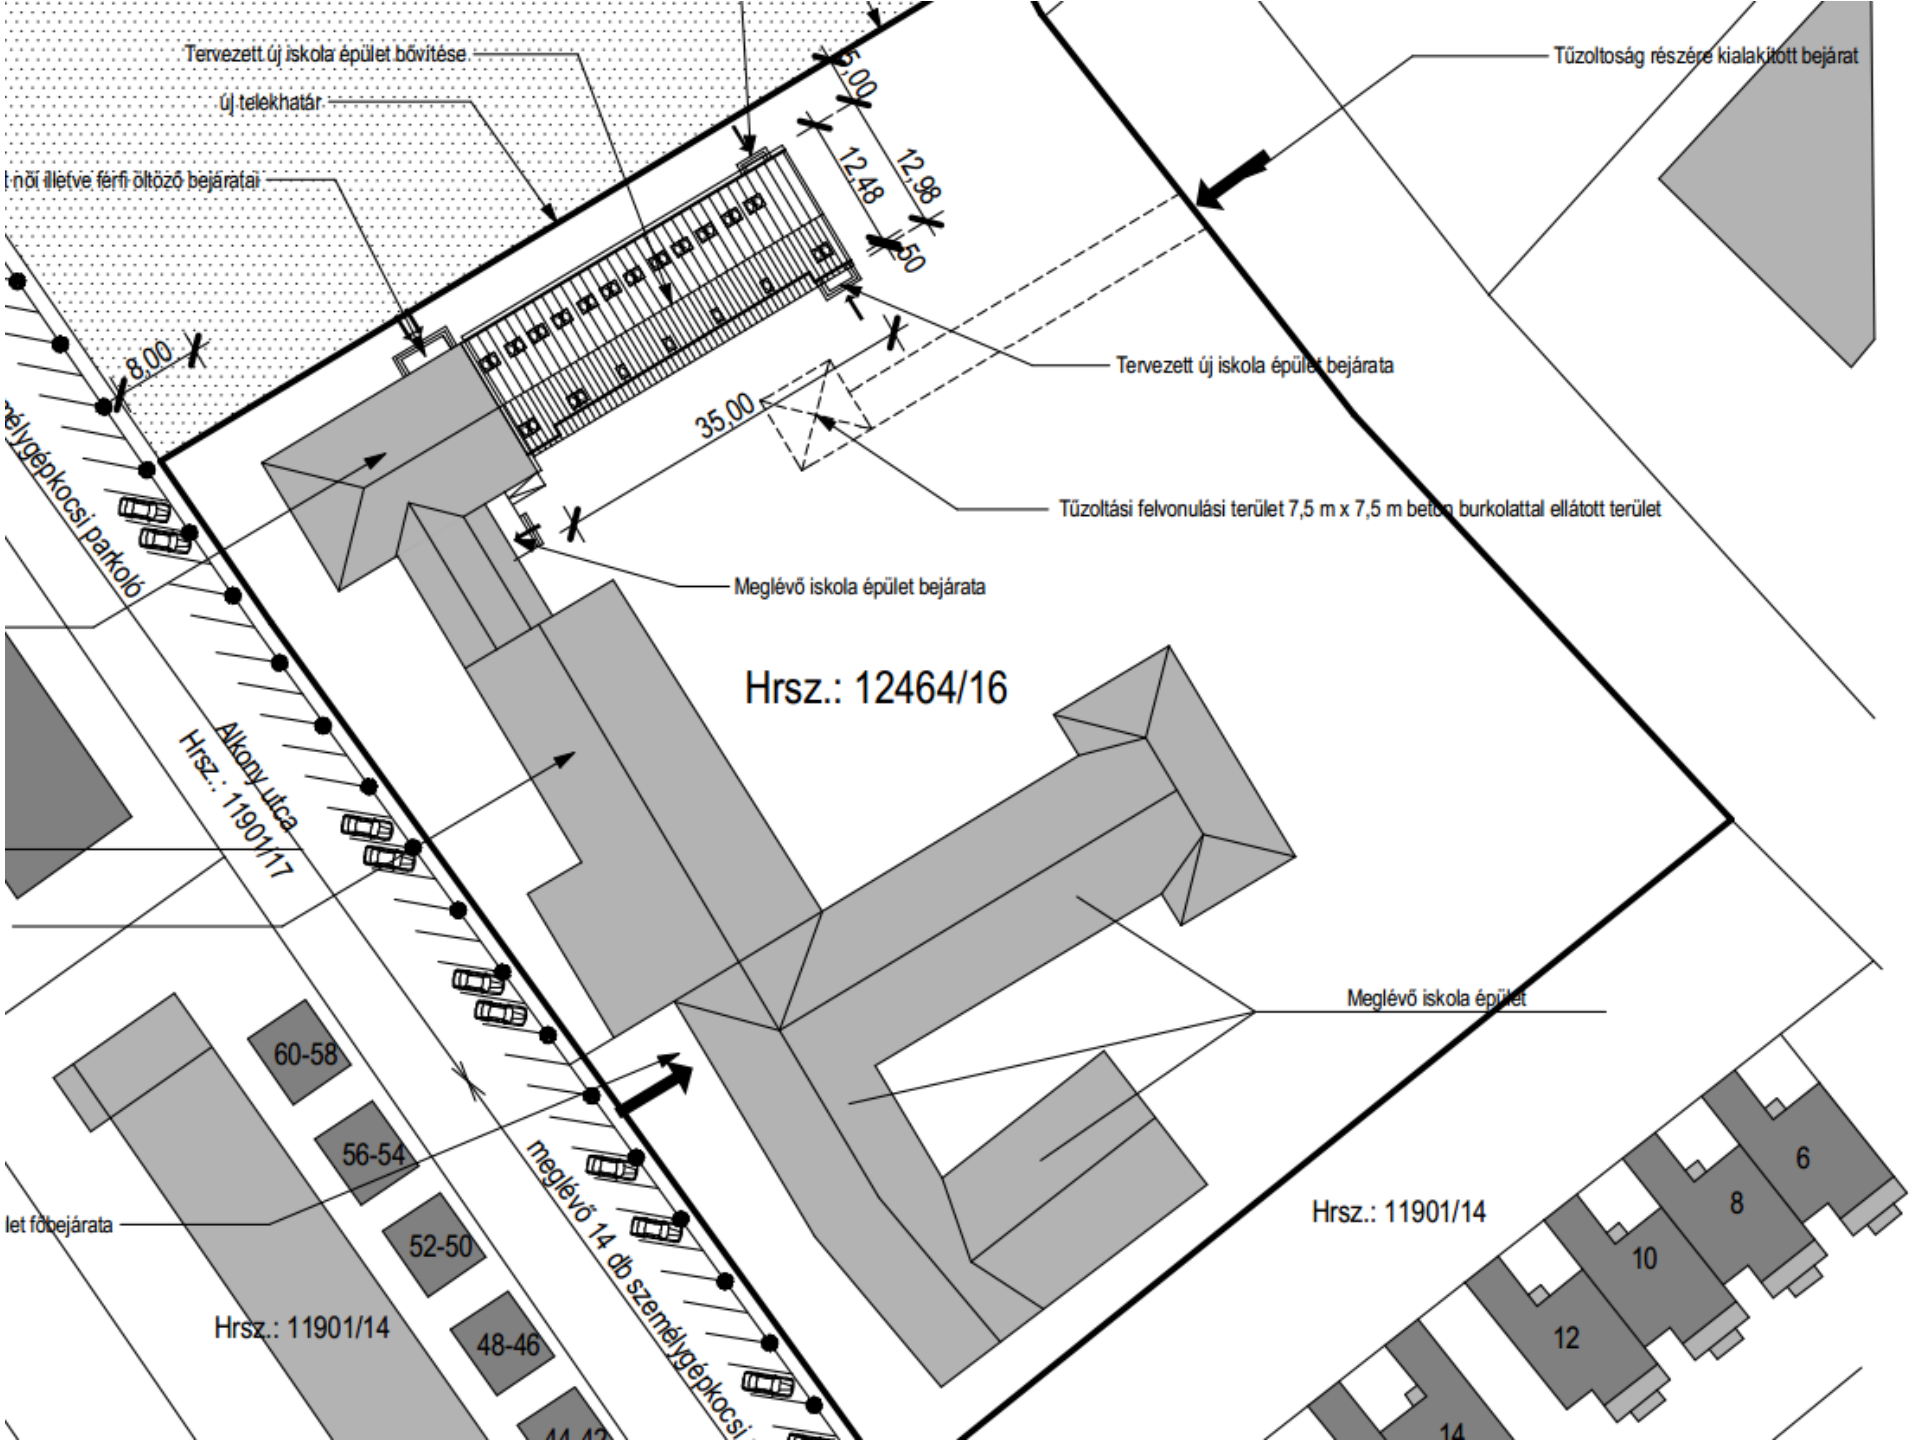 Tervezett új iskola épület bővítése
Tűzoltóság részére kialakított bejárat
5,00
új telekhatár
12,48
12,98
női illetve férfi öltöző bejáratai
50
8,00
Tervezett új iskola épület bejárata
35,00
Tűzoltási felvonulási terület 7,5 m x 7,5 m beton burkolattal ellátott terület
parkoló
Meglévő iskola épület bejárata
Hrsz.: 12464/16
Alkony utca
Hrsz.: 11901/17
Meglévő iskola épület
60-58
56-54
6
8
főbejárata
Hrsz.: 11901/14
52-50
10
meglévő 14 db személygépkocsi
Hrsz.: 11901/14
48-46
12
44-42
14